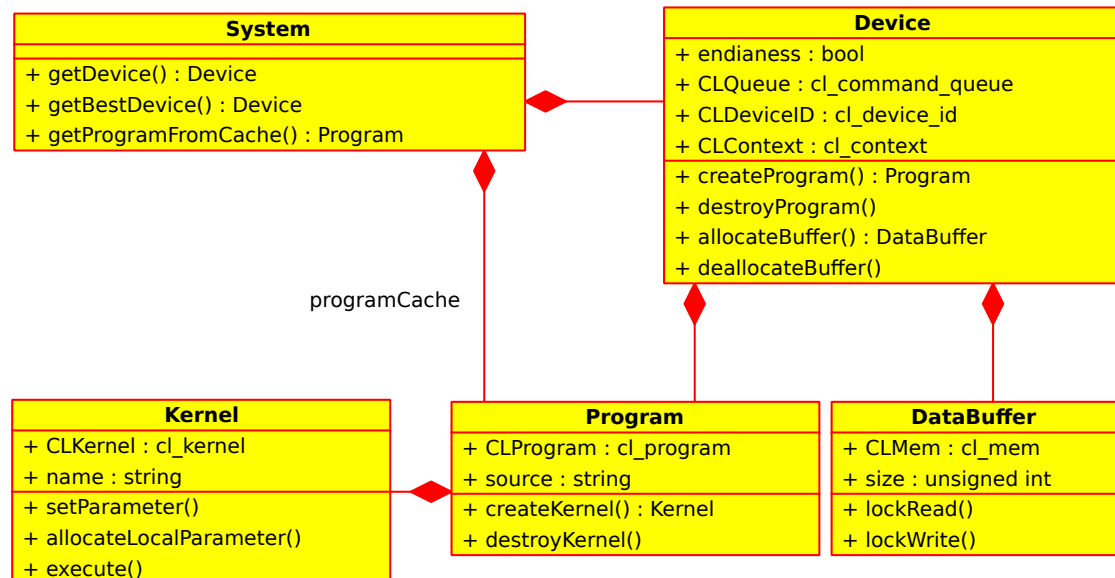 System
+ getDevice() : Device
+ getBestDevice() : Device
+ getProgramFromCache() : Program
Device
+ endianess : bool
+ CLQueue : cl_command_queue
+ CLDeviceID : cl_device_id
+ CLContext : cl_context
+ createProgram() : Program
+ destroyProgram()
+ allocateBuffer() : DataBuffer
+ deallocateBuffer()
programCache
Kernel
+ CLKernel : cl_kernel
+ name : string
+ setParameter()
+ allocateLocalParameter()
+ execute()
Program
+ CLProgram : cl_program
+ source : string
+ createKernel() : Kernel
+ destroyKernel()
DataBuffer
+ CLMem : cl_mem
+ size : unsigned int
+ lockRead()
+ lockWrite()